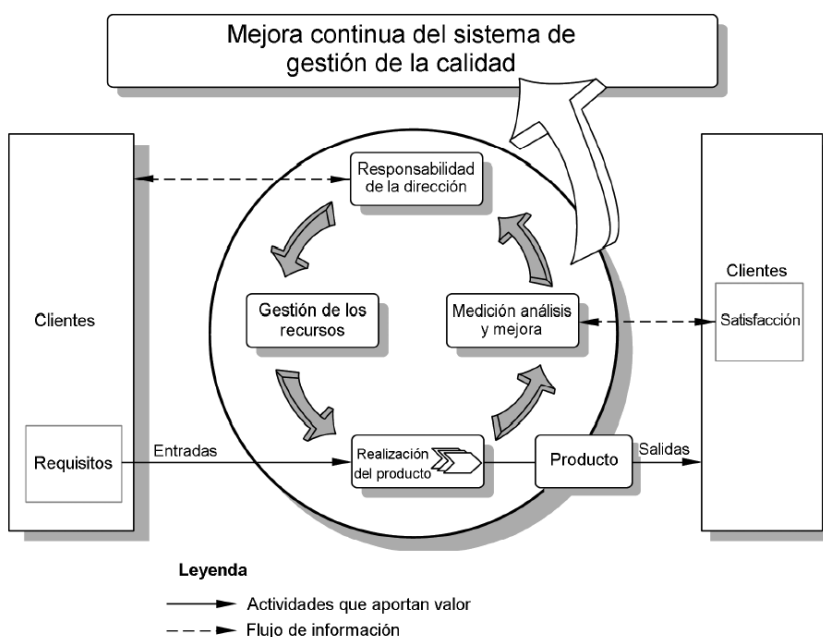 Mejora continua del sistema de
gestión de la calidad
Responsabilidad
de la dirección
Clientes
Gestión de los
recursos
Medición análisis
y mejora
Clientes
Satisfacción
Requisitos
Entradas
Realización
del producto
Producto
Salidas
Leyenda
Actividades que aportan valor
Flujo de información